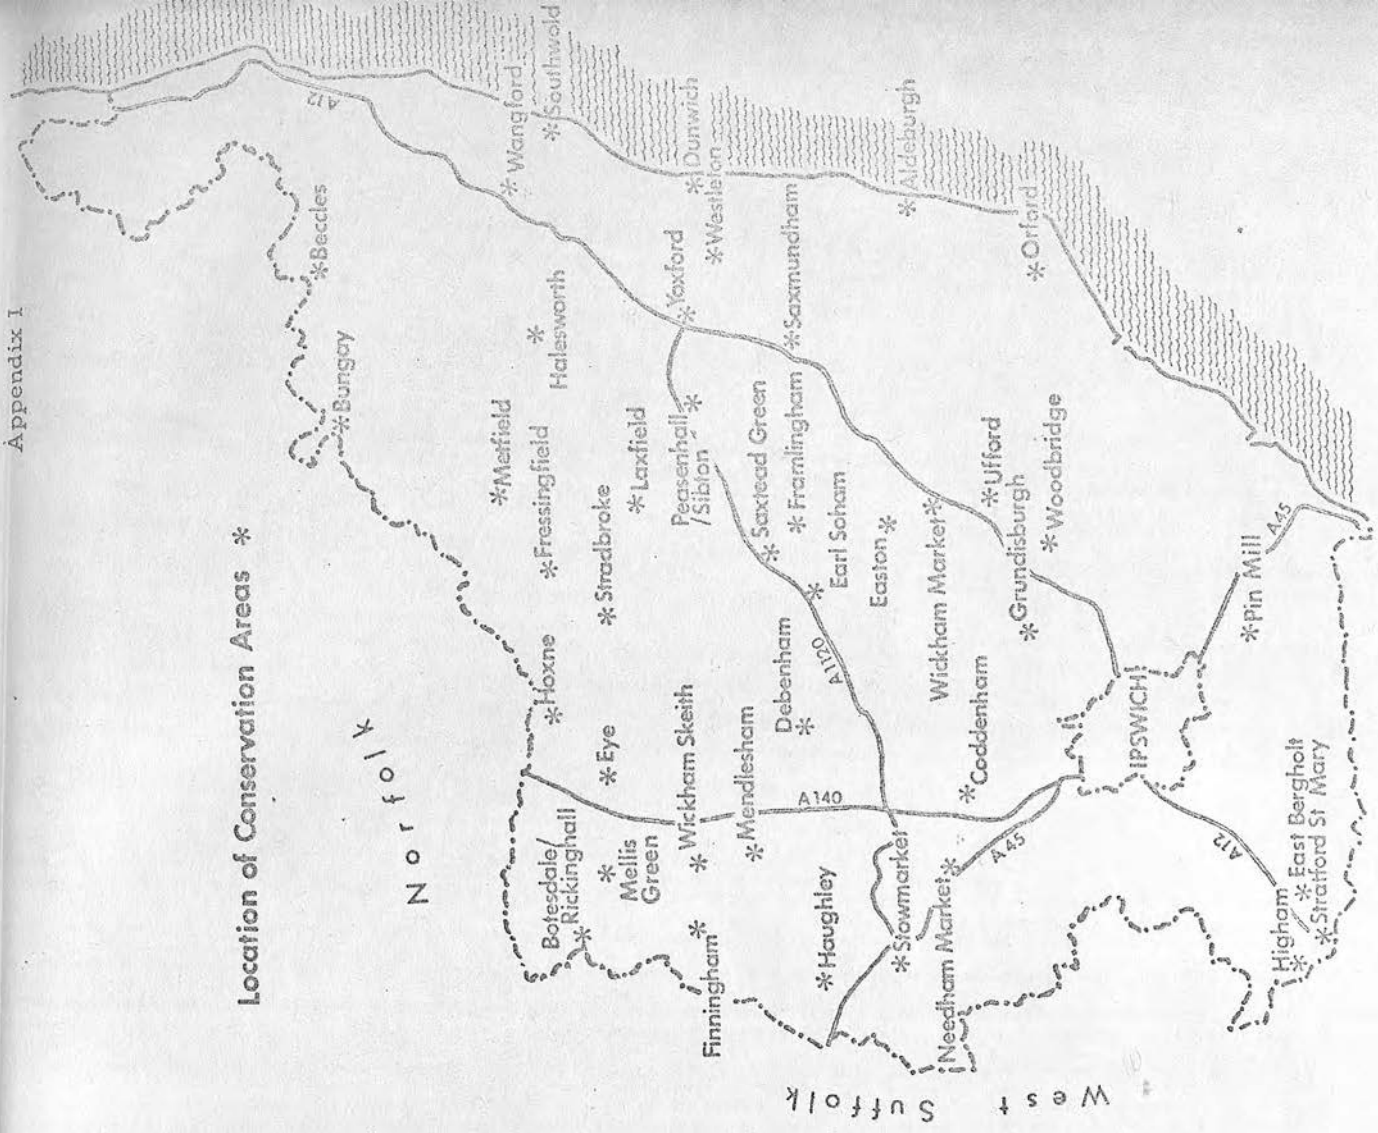 Appendix I
Location of Conservation Areas *
Norfolk
West Suffolk
A12
*Beccles
*Bungay
*Wangford
*Southwold
*Halesworth
*Metfield
*Fressingfield
*Stradbroke
*Laxfield
*Hoxne
*Eye
Botesdale/
Rickinghall
*
*
Mellis
Green
*Wickham Skeith
*Mendlesham
Finningham*
*Yoxford
*Dunwich
*Westleton
Peasenhall
/Sibton
*
*Saxtead Green
*Saxmundham
*Framlingham
*
Earl Soham
Debenham
*
A1120
A140
*Haughley
*Stowmarket
Needham Market*
A45
*Coddenham
Easton*
Wickham Market*
*Aldeburgh
*Orford
*Ufford
*Grundisburgh
*Woodbridge
IPSWICH
A45
*Pin Mill
A12
Higham
*
*East Bergholt
*Stratford St Mary